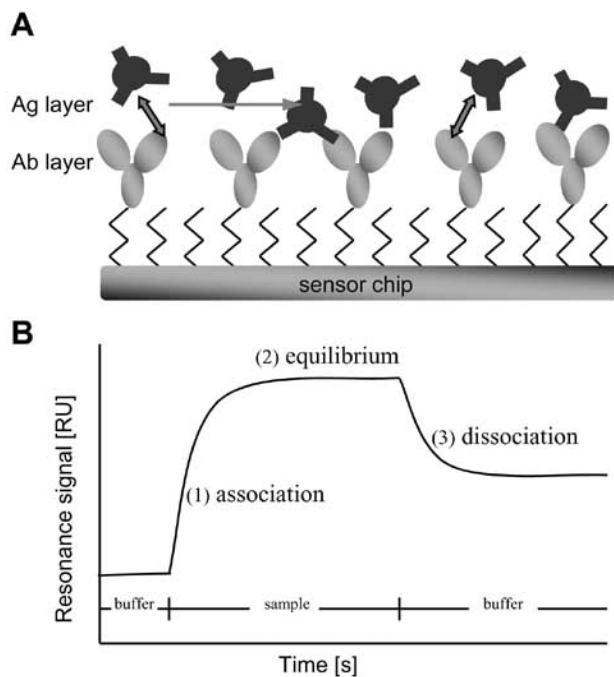 A
Ag layer
Ab layer
sensor chip
B
Resonance signal [RU]
(2) equilibrium
(3) dissociation
(1) association
buffer
sample
buffer
Time [s]